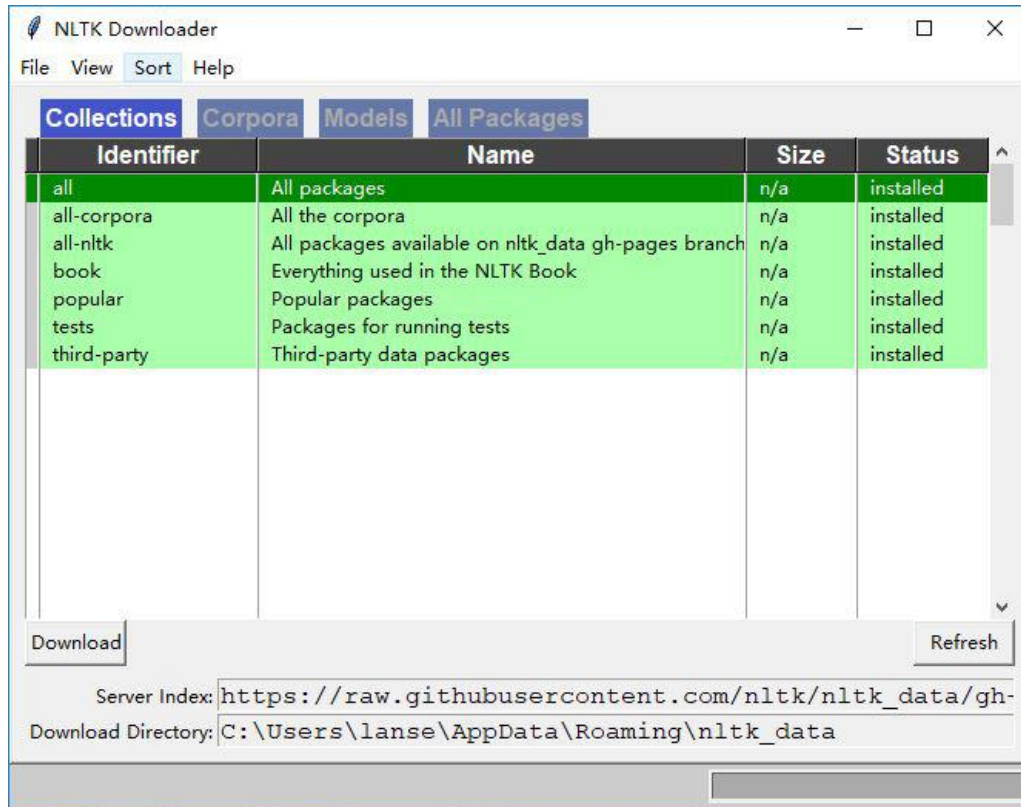 NLTK Downloader
File View Sort Help
Collections Corpora Models All Packages
Identifier Name Size Status
all All packages n/a installed
all-corpora All the corpora n/a installed
all-nltk All packages available on nltk_data gh-pages branch n/a installed
book Everything used in the NLTK Book n/a installed
popular Popular packages n/a installed
tests Packages for running tests n/a installed
third-party Third-party data packages n/a installed
Download Refresh
Server Index: https://raw.githubusercontent.com/nltk/nltk_data/gh-
Download Directory: C:\Users\lanse\AppData\Roaming\nltk_data